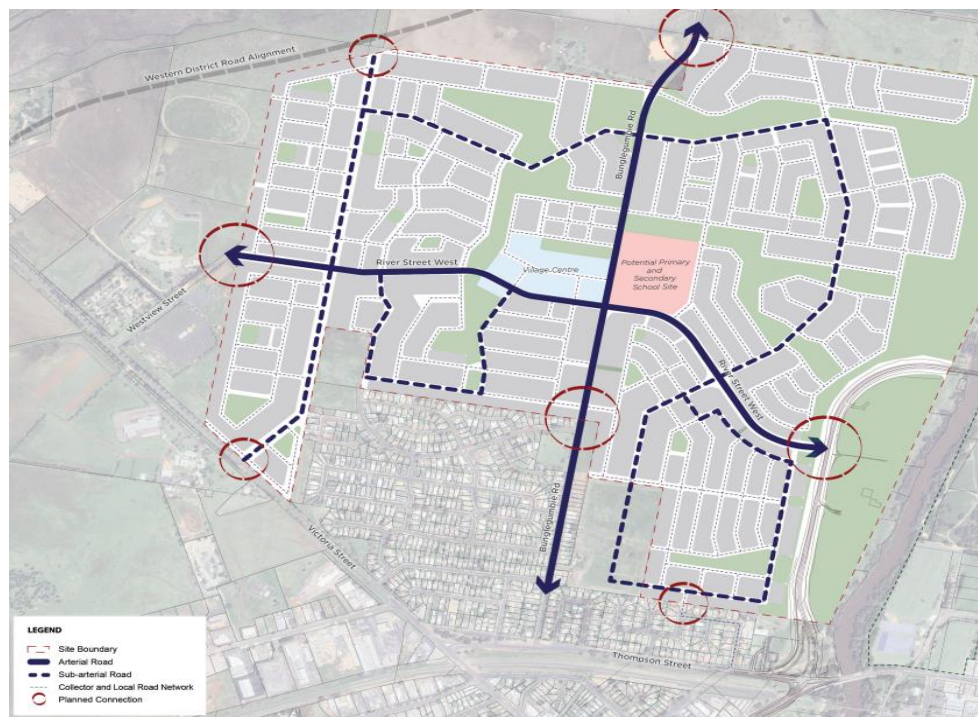 Western District Road Alignment
Bunglegumbie Rd
River Street West
Village Centre
Potential Primary
and
Secondary
School Site
Westview Street
River Street West
Bunglegumbie Rd
Victoria Street
Thompson Street
LEGEND
Site Boundary
Arterial Road
Sub-arterial Road
Collector and Local Road Network
Planned Connection